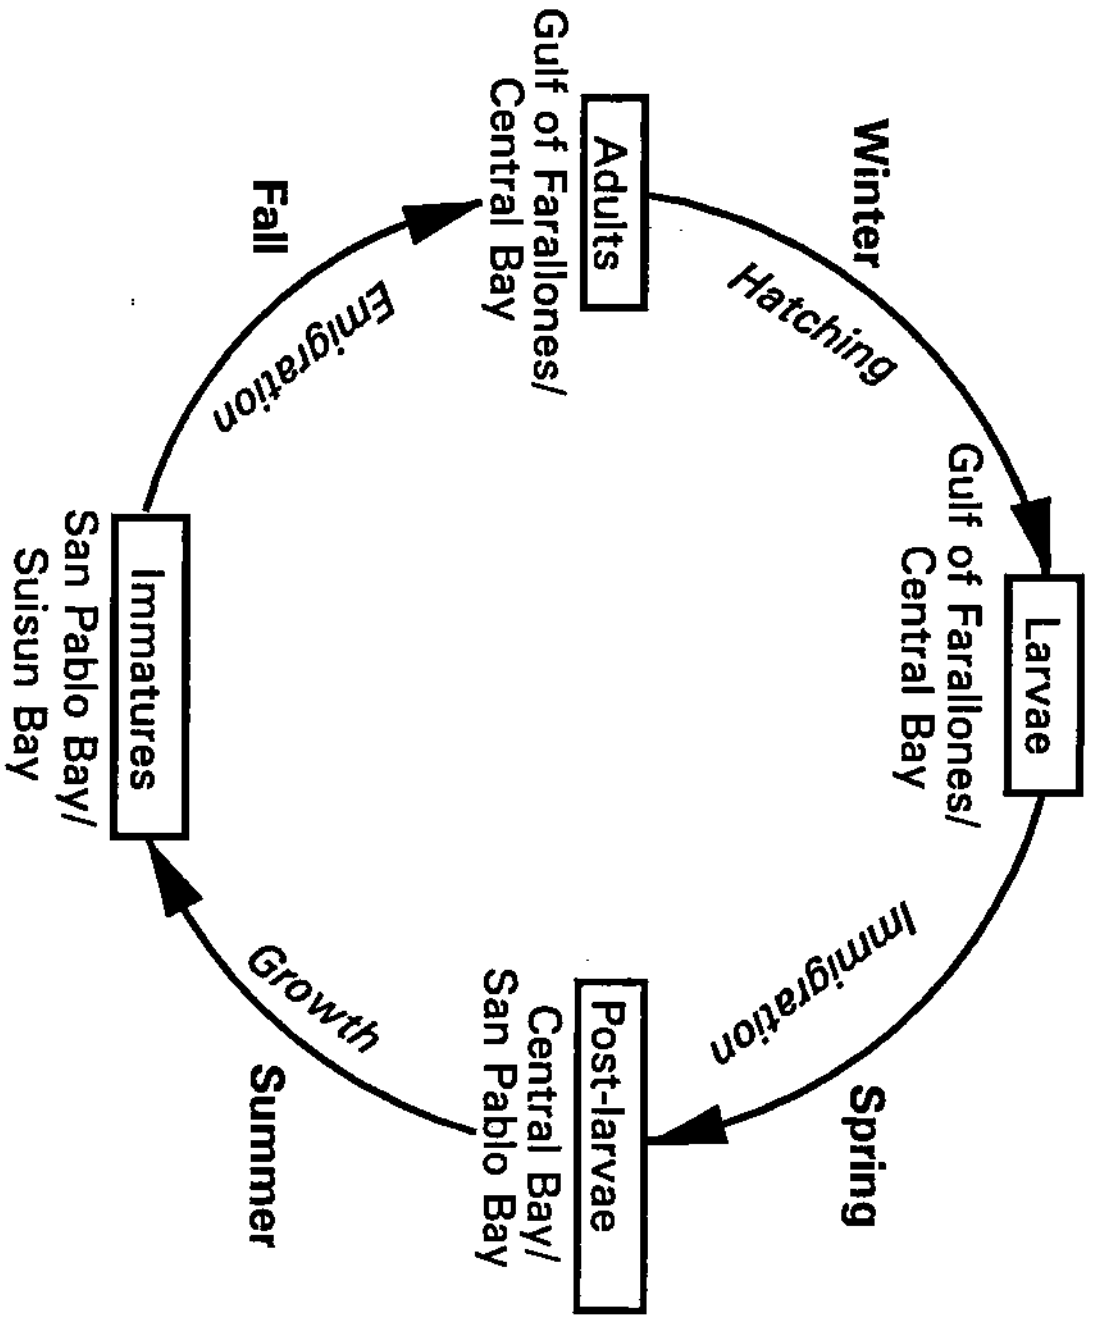 Larvae
Gulf of Farallones/
Central Bay
Winter
Hatching
Immigration
Spring
Adults
Gulf of Farallones/
Central Bay
Post-larvae
Central Bay/
San Pablo Bay
Emigration
Fall
Growth
Summer
Immatures
San Pablo Bay/
Suisun Bay